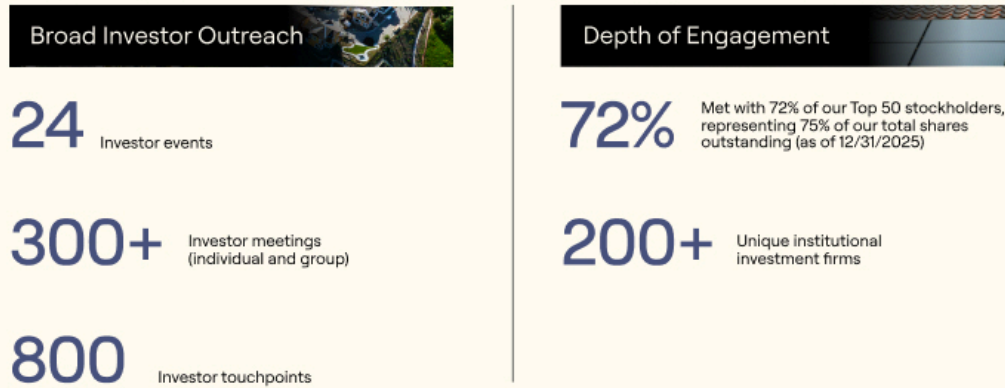 Broad Investor Outreach
24
Investor events
300+
Investor meetings
(individual and group)
800
Investor touchpoints
Depth of Engagement
72%
Met with 72% of our Top 50 stockholders,
representing 75% of our total shares
outstanding (as of 12/31/2025)
200+
Unique institutional
investment firms